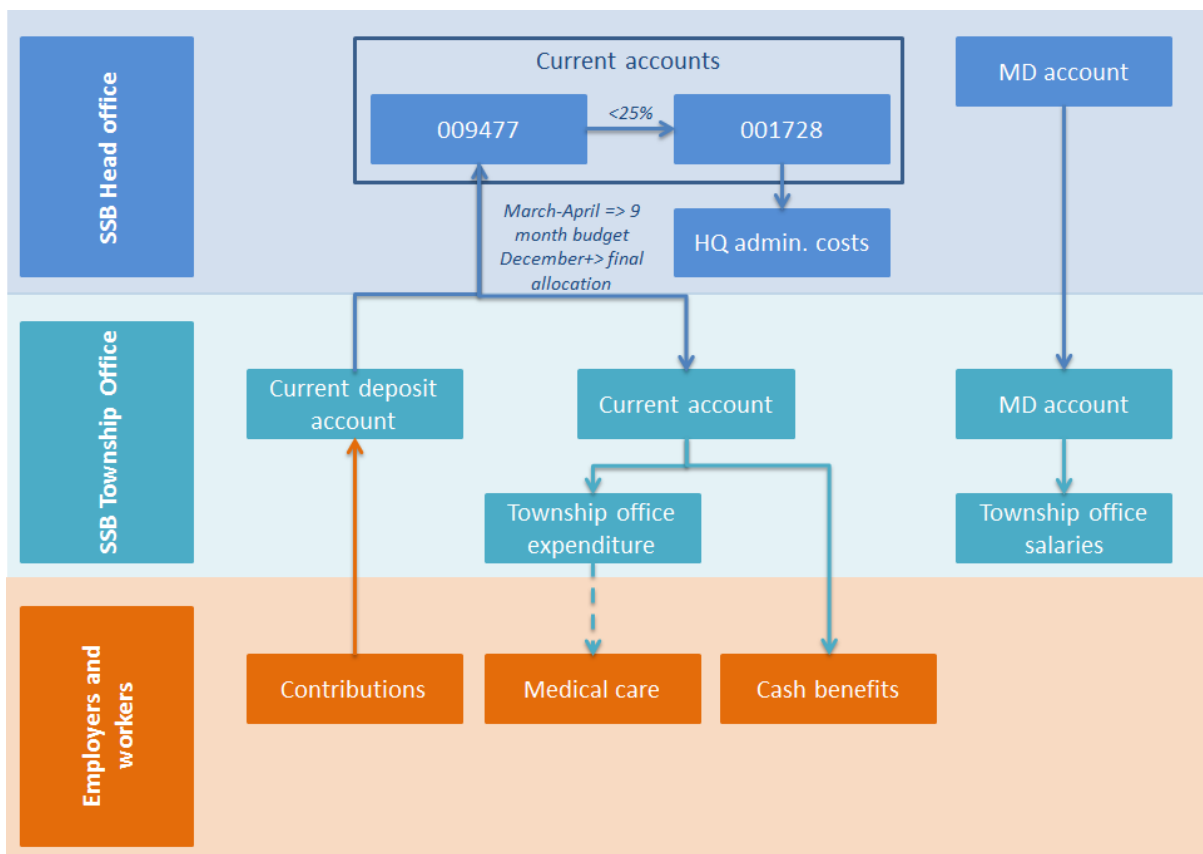 SSB Head office
Current accounts
009477
<25%
001728
MD account
March-April => 9
month budget
December+> final
allocation
HQ admin. costs
SSB Township Office
Current deposit
account
Current account
MD account
Township office
expenditure
Township office
salaries
Employers and
workers
Contributions
Medical care
Cash benefits